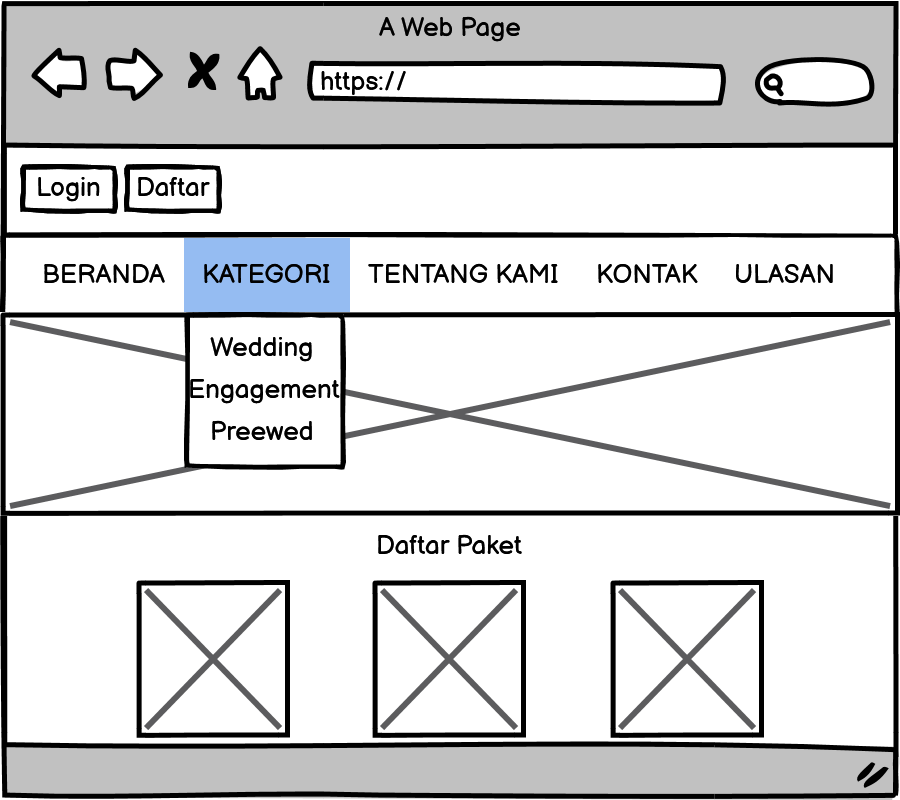 A Web Page
https://
Login Daftar
BERANDA KATEGORI TENTANG KAMI KONTAK ULASAN
Wedding
Engagement
Preewed
Daftar Paket